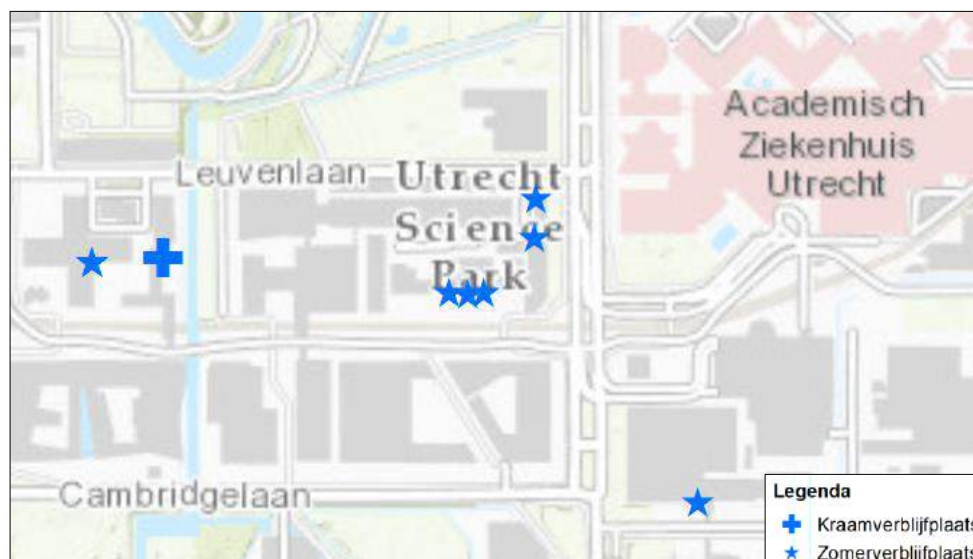 Academisch
Ziekenhuis
Utrecht
Leuvenlaan
Utrecht
Science
Park
Cambridgelaan
Legenda
Kraamverblijfplaats
Zomerverblijfplaats